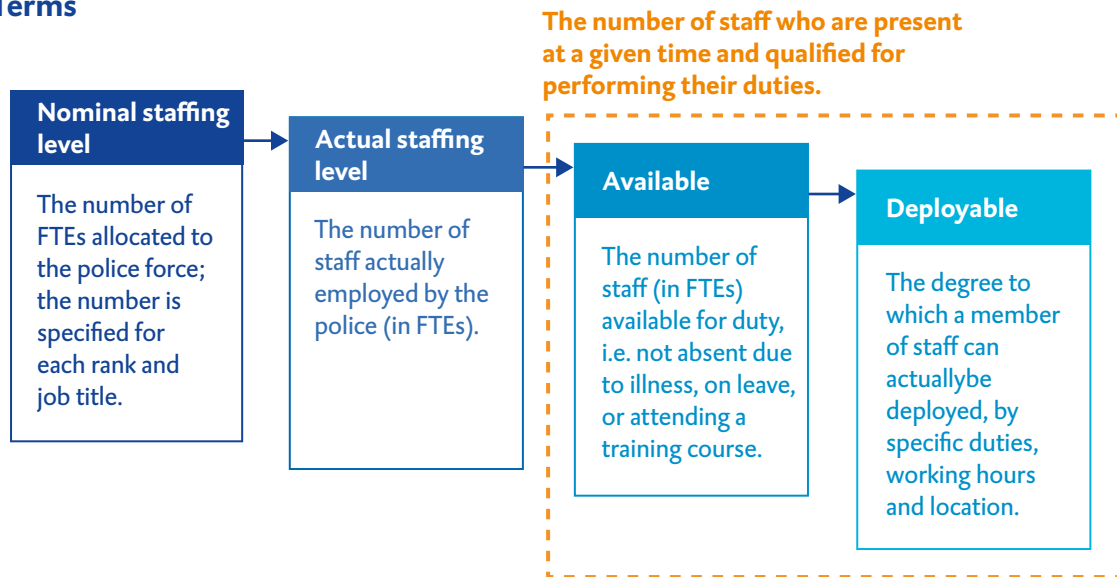 Terms
The number of staff who are present
at a given time and qualified for
performing their duties.
Nominal staffing
level
The number of
FTEs allocated to
the police force;
the number is
specified for
each rank and
job title.
Actual staffing
level
The number of
staff actually
employed by the
police (in FTEs).
Available
The number of
staff (in FTEs)
available for duty,
i.e. not absent due
to illness, on leave,
or attending a
training course.
Deployable
The degree to
which a member
of staff can
actuallybe
deployed, by
specific duties,
working hours
and location.